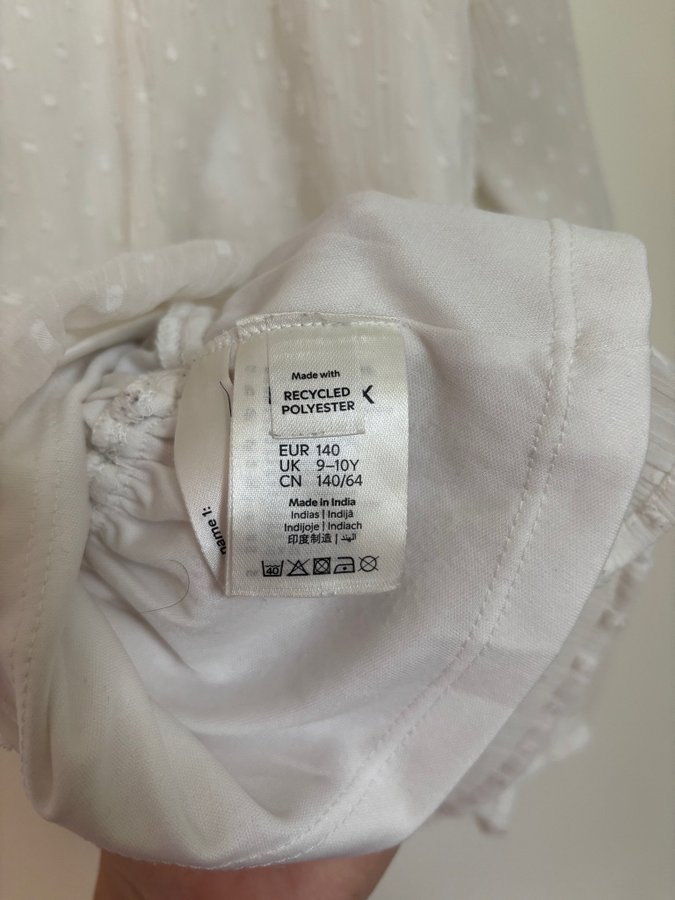 Made with
RECYCLED
POLYESTER
EUR 140
UK 9–10Y
CN 140/64
Made in India
Indias | Indijā
Indijoje | Indiach
印度制造 | الهند
40
name 1: